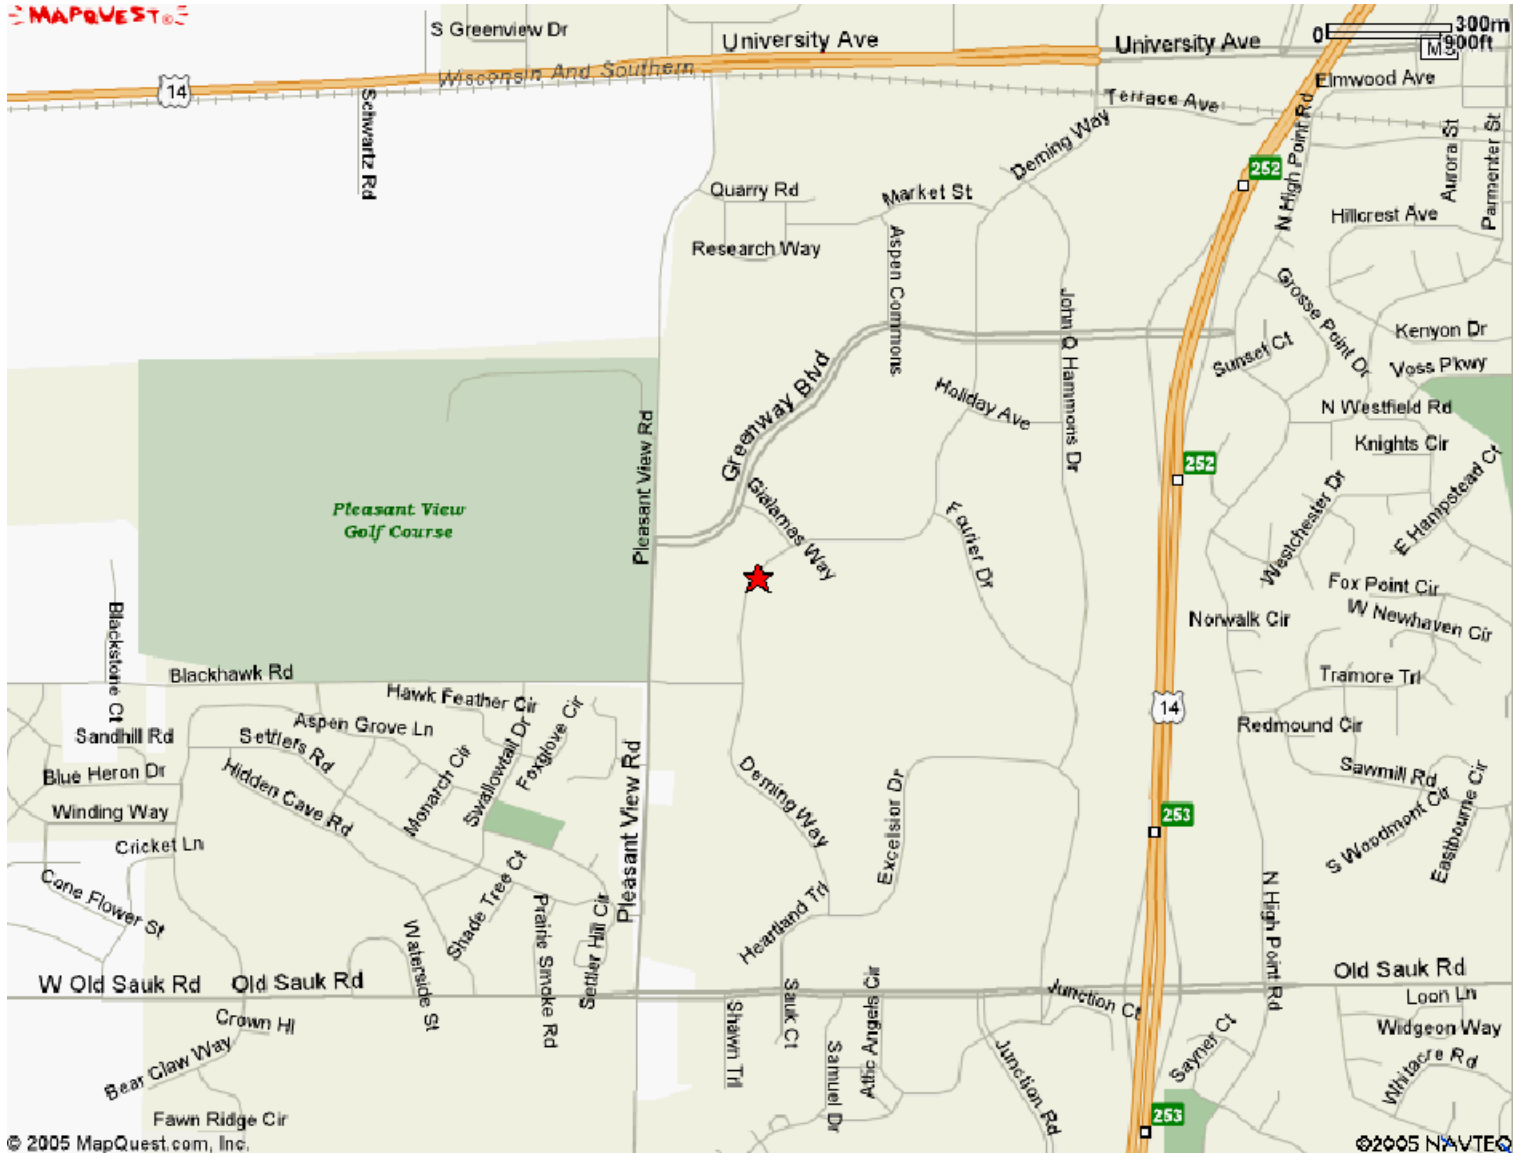 MAPQUEST
S Greenview Dr
University Ave
University Ave
300m
0
900ft
Wisconsin And Southern
Elmwood Ave
14
Schwartz Rd
Terrace Ave
Deming Way
N High Point Rd
Aurora St
Parmenter St
252
Quarry Rd
Market St
Hillcrest Ave
Research Way
Aspen Commons
John Q Hammons Dr
Grosse Point Dr
Kenyon Dr
Sunset Ct
Voss Pkwy
Greenway Blvd
Holiday Ave
N Westfield Rd
Pleasant View Rd
Knights Cir
252
E Hampstead Ct
Westchester Dr
Gialamas Way
Fourier Dr
Pleasant View
Golf Course
Fox Point Cir
Blackstone Ct
Norwalk Cir
W Newhaven Cir
Blackhawk Rd
Tramore Trl
Hawk Feather Cir
14
Aspen Grove Ln
Swallowtail Dr
Foxglove Cir
Redmound Cir
Sandhill Rd
Settlers Rd
Blue Heron Dr
Hidden Cave Rd
Monarch Cir
Pleasant View Rd
Deming Way
Excelsior Dr
Sawmill Rd
Winding Way
253
S Woodmont Cir
Eastbourne Cir
Cricket Ln
Cone Flower St
Shade Tree Ct
Heartland Trl
N High Point Rd
Waterside St
Prairie Smoke Rd
Settler Hill Cir
W Old Sauk Rd
Old Sauk Rd
Old Sauk Rd
Sauk Ct
Attic Angels Cir
Junction Ct
Loon Ln
Crown Hl
Shawn Trl
Samuel Dr
Junction Rd
Sayner Ct
Widgeon Way
Bear Claw Way
Whitacre Rd
Fawn Ridge Cir
253
© 2005 MapQuest.com, Inc.
©2005 NAVTEQ